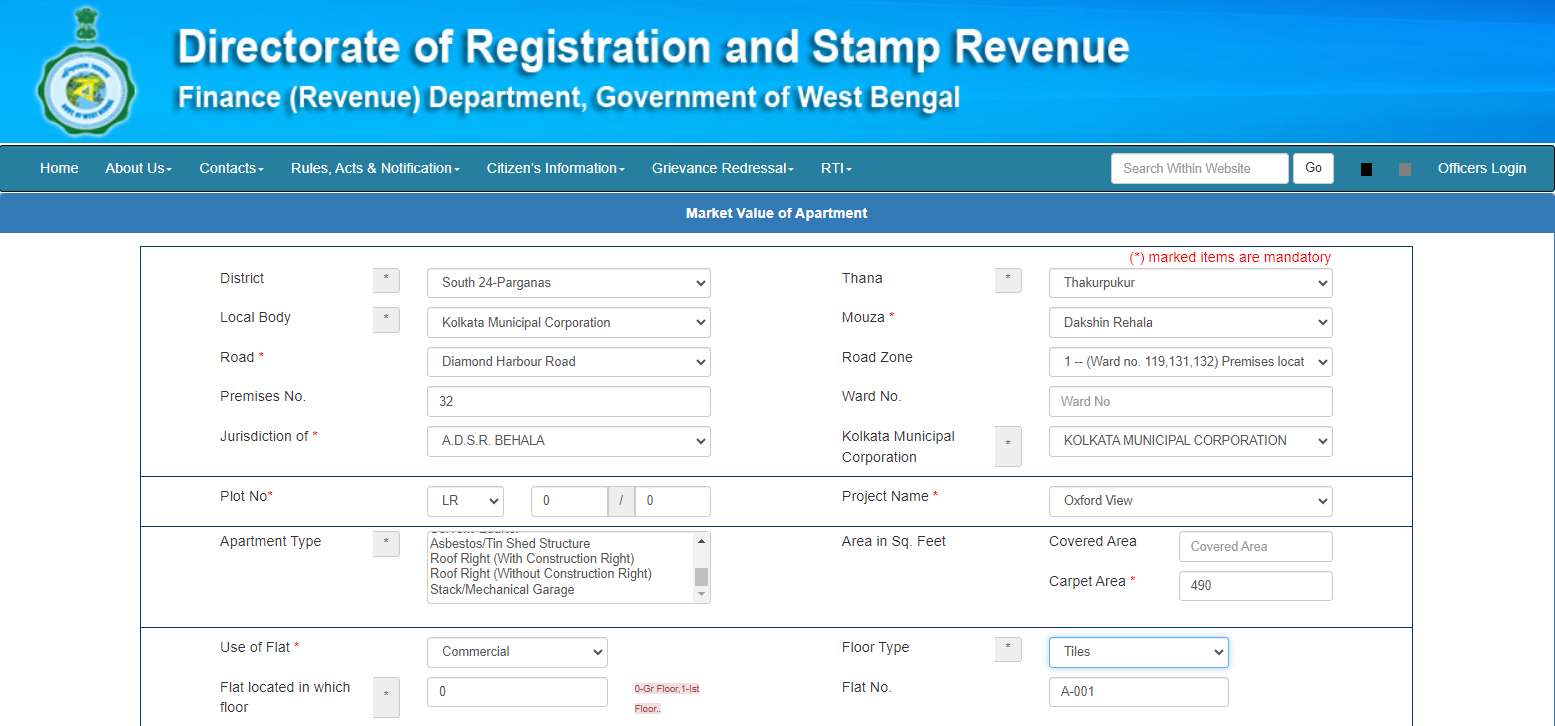 Directorate of Registration and Stamp Revenue
Finance (Revenue) Department, Government of West Bengal
Home About Us Contacts Rules, Acts & Notification Citizen's Information Grievance Redressal RTI Search Within Website Go Officers Login
Market Value of Apartment
(*) marked items are mandatory
District * South 24-Parganas Thana * Thakurpukur
Local Body * Kolkata Municipal Corporation Mouza * Dakshin Rehala
Road * Diamond Harbour Road Road Zone 1 -- (Ward no. 119,131,132) Premises locat
Premises No. 32 Ward No. Ward No
Jurisdiction of * A.D.S.R. BEHALA Kolkata Municipal * KOLKATA MUNICIPAL CORPORATION
Corporation
Plot No* LR 0 / 0 Project Name * Oxford View
Apartment Type * Asbestos/Tin Shed Structure Area in Sq. Feet Covered Area Covered Area
Roof Right (With Construction Right)
Roof Right (Without Construction Right)
Stack/Mechanical Garage Carpet Area * 490
Use of Flat * Commercial Floor Type * Tiles
Flat located in which * 0 0-Gr Floor,1-Ist Flat No. A-001
floor Floor..